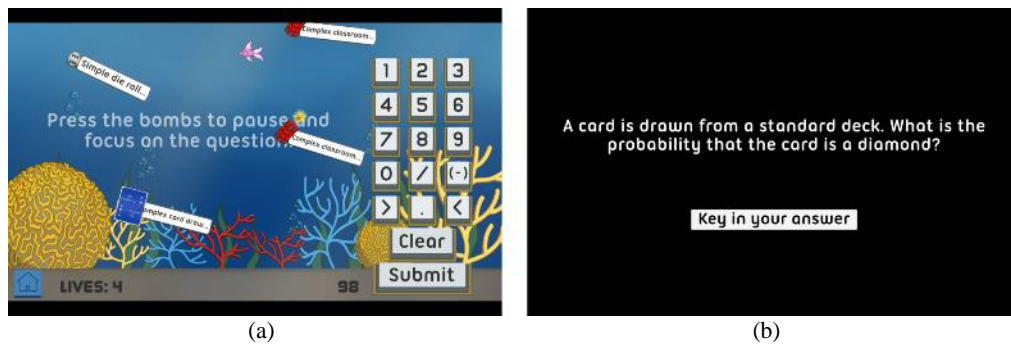 Complex classroom...
Simple die roll...
Press the bombs to pause and
focus on the question.
Complex classroom...
complex card draw...
1 2 3
4 5 6
7 8 9
0 / (-)
> . <
Clear
Submit
LIVES: 4
98
(a)
A card is drawn from a standard deck. What is the
probability that the card is a diamond?
Key in your answer
(b)